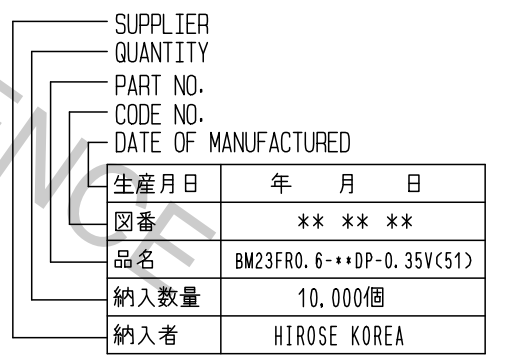 SUPPLIER
QUANTITY
PART NO.
CODE NO.
DATE OF MANUFACTURED
生産月日 年 月 日
図番 ** ** **
品名 BM23FR0.6-**DP-0.35V(51)
納入数量 10,000個
納入者 HIROSE KOREA